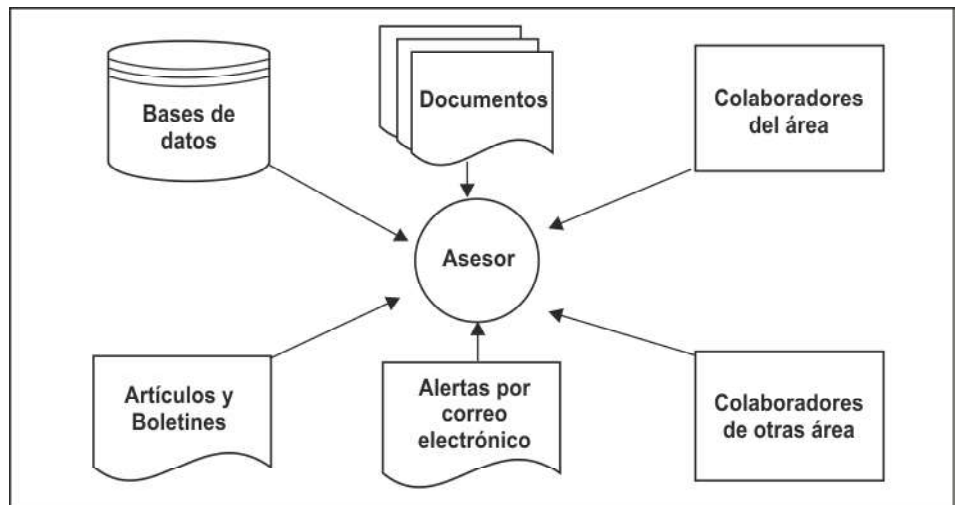 Bases de
datos
Documentos
Colaboradores
del área
Asesor
Artículos y
Boletines
Alertas por
correo
electrónico
Colaboradores
de otras área